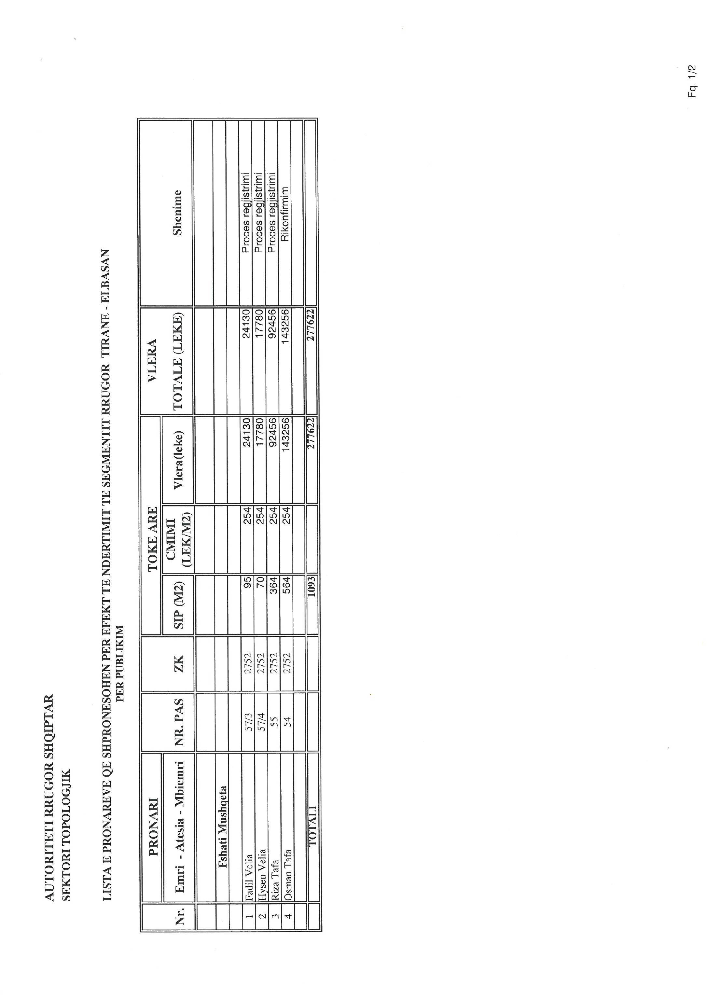 AUTORITETI RRUGOR SHQIPTAR
SEKTORI TOPOLOGJIK
LISTA E PRONAREVE QE SHPRONESOHEN PER EFEKT TE NDERTIMIT TE SEGMENTIT RRUGOR TIRANE - ELBASAN
PER PUBLIKIM
PRONARI TOKE ARE VLERA
Nr. Emri - Atesia - Mbiemri NR. PAS ZK SIP (M2) CMIMI (LEK/M2) Vlera(leke) TOTALE (LEKE) Shenime
Fshati Mushqeta
1 Fadil Velia 57/3 2752 95 254 24130 24130 Proces regjistrimi
2 Hysen Velia 57/4 2752 70 254 17780 17780 Proces regjistrimi
3 Riza Tafa 55 2752 364 254 92456 92456 Proces regjistrimi
4 Osman Tafa 54 2752 564 254 143256 143256 Rikonfirmim
TOTALI 1093 277622 277622
Fq. 1/2